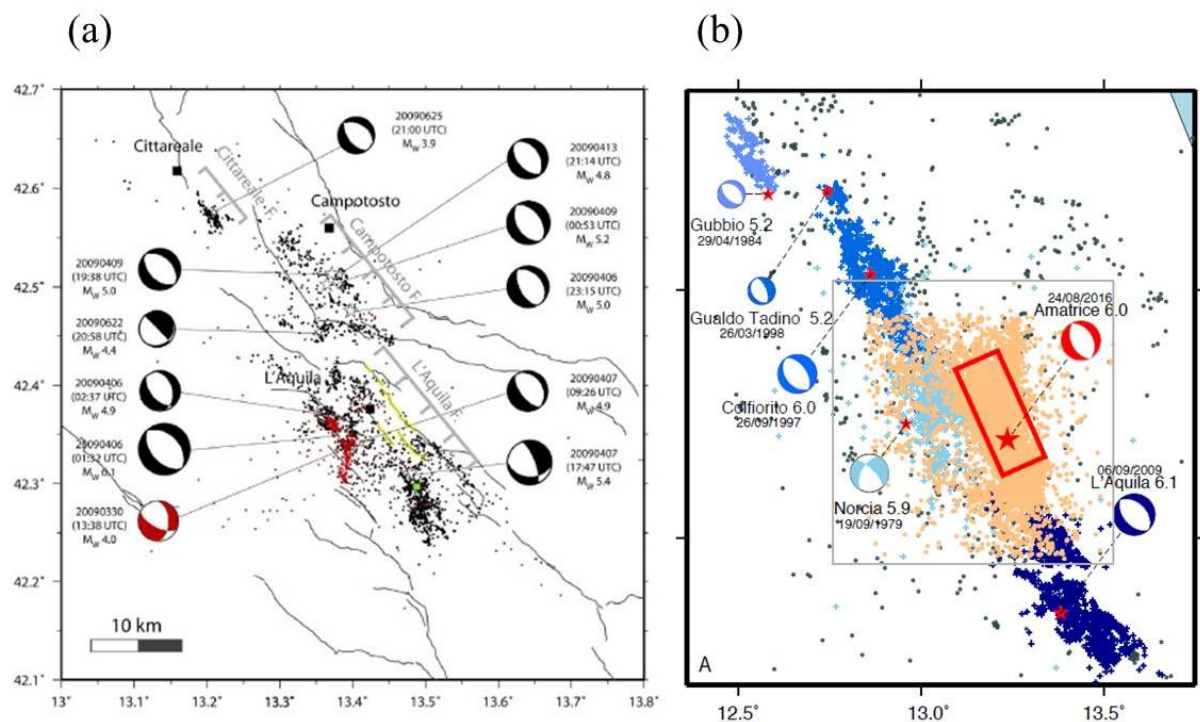 (a)
(b)
42.7°
42.6°
42.5°
42.4°
42.3°
42.2°
42.1°
13°
13.1°
13.2°
13.3°
13.4°
13.5°
13.6°
13.7°
13.8°
Cittareale
Cittareale F.
Campotosto
Campotosto F.
L'Aquila
L'Aquila F.
20090625
(21:00 UTC)
MW 3.9
20090413
(21:14 UTC)
MW 4.8
20090409
(00:53 UTC)
MW 5.2
20090406
(23:15 UTC)
MW 5.0
20090407
(09:26 UTC)
MW 4.9
20090407
(17:47 UTC)
MW 5.4
20090409
(19:38 UTC)
MW 5.0
20090622
(20:58 UTC)
MW 4.4
20090406
(02:37 UTC)
MW 4.9
20090406
(01:32 UTC)
MW 6.1
20090330
(13:38 UTC)
MW 4.0
10 km
Gubbio 5.2
29/04/1984
Gualdo Tadino 5.2
26/03/1998
Colfiorito 6.0
26/09/1997
Norcia 5.9
19/09/1979
24/08/2016
Amatrice 6.0
06/09/2009
L'Aquila 6.1
A
12.5°
13.0°
13.5°